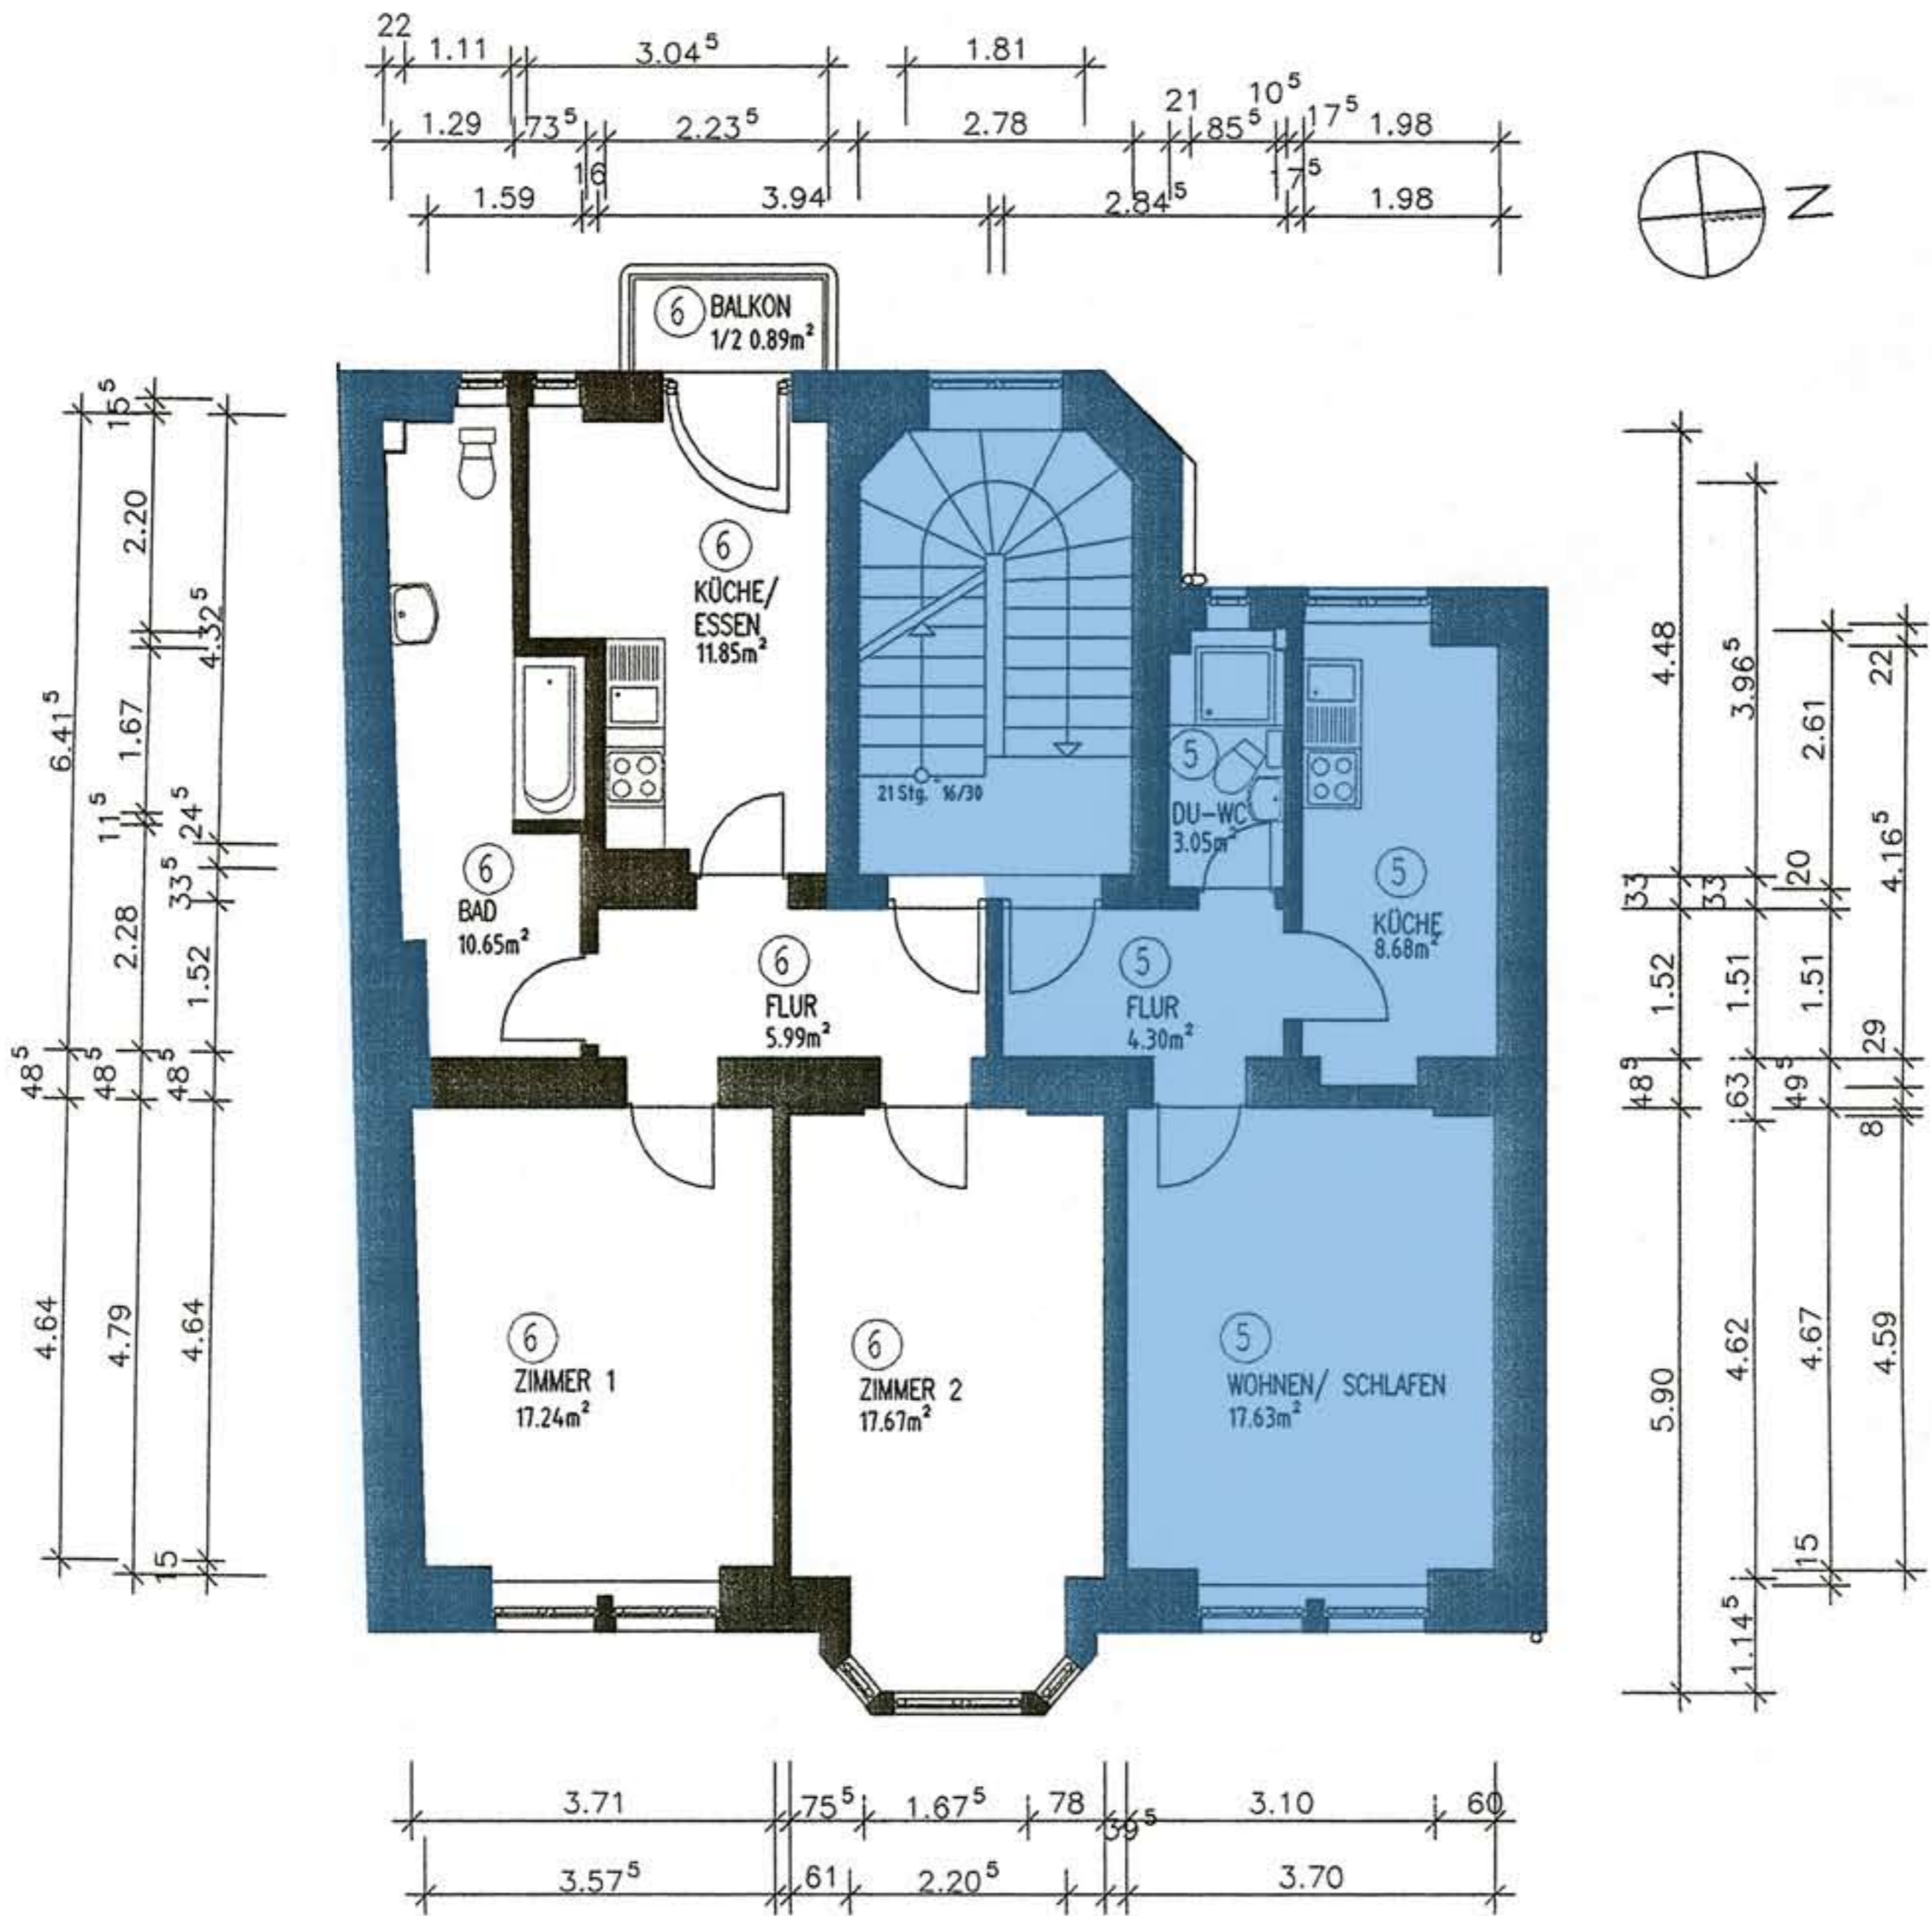 22 1.11 3.04⁵ 1.81
1.29 73⁵ 2.23⁵ 2.78 21 85⁵ 10⁵ 17⁵ 1.98
1.59 16 3.94 2.84⁵ 17⁵ 1.98
N
6 BALKON
1/2 0.89m²
6
KÜCHE/
ESSEN
11.85m²
21 Stg. 16/30
5
DU-WC
3.05m²
5
KÜCHE
8.68m²
6
BAD
10.65m²
6
FLUR
5.99m²
5
FLUR
4.30m²
6
ZIMMER 1
17.24m²
6
ZIMMER 2
17.67m²
5
WOHNEN/ SCHLAFEN
17.63m²
6.41⁵
48⁵
4.64
15⁵
2.20
1.67
11⁵
2.28
48⁵
4.79
4.32⁵
24⁵
33⁵
1.52
48⁵
4.64
15
4.48
33
1.52
48⁵
5.90
3.96⁵
33
1.51
63
4.62
1.14⁵
2.61
20
1.51
49⁵
4.67
15
22
4.16⁵
29
8
4.59
3.71 75⁵ 1.67⁵ 78 39⁵ 3.10 60
3.57⁵ 61 2.20⁵ 3.70